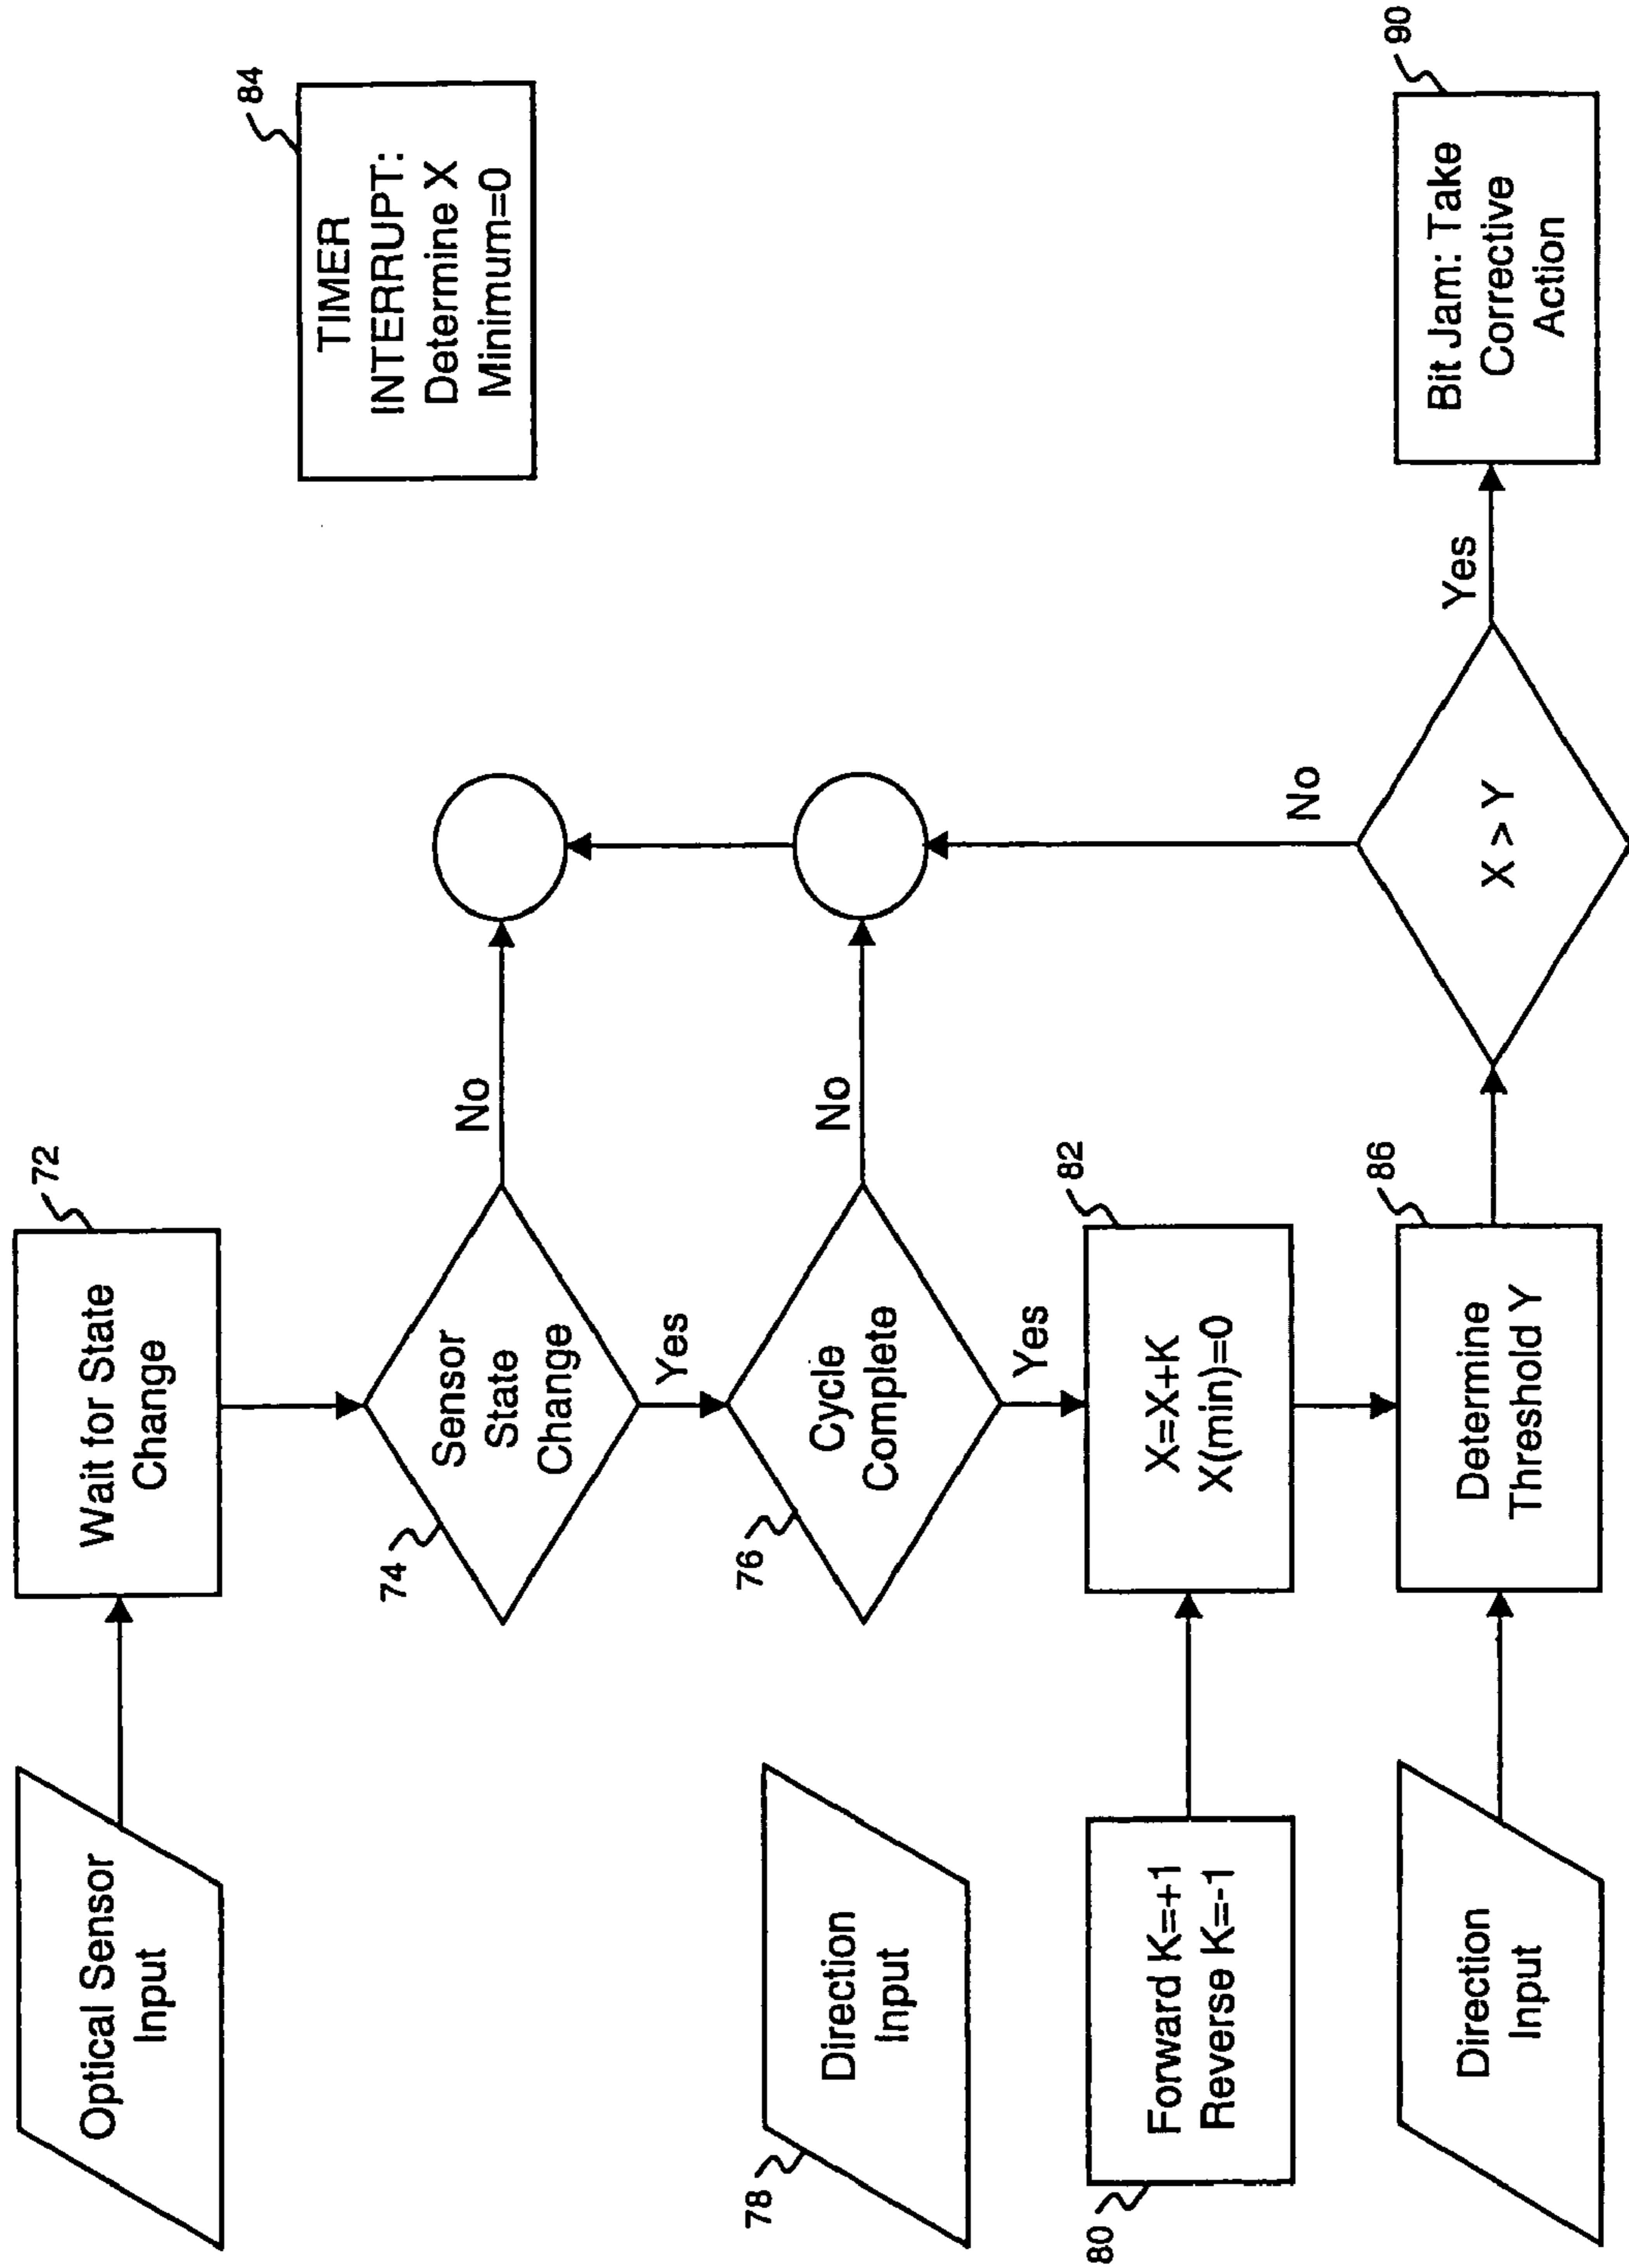 Optical Sensor
Input
Wait for State
Change
72
74
Sensor
State
Change
No
Yes
TIMER
INTERRUPT:
Determine X
Minimum=0
84
78
Direction
Input
76
Cycle
Complete
No
Yes
80
Forward K=+1
Reverse K=-1
X=X+K
X(min)=0
82
Direction
Input
Determine
Threshold Y
86
X > Y
No
Yes
Bit Jam: Take
Corrective
Action
90